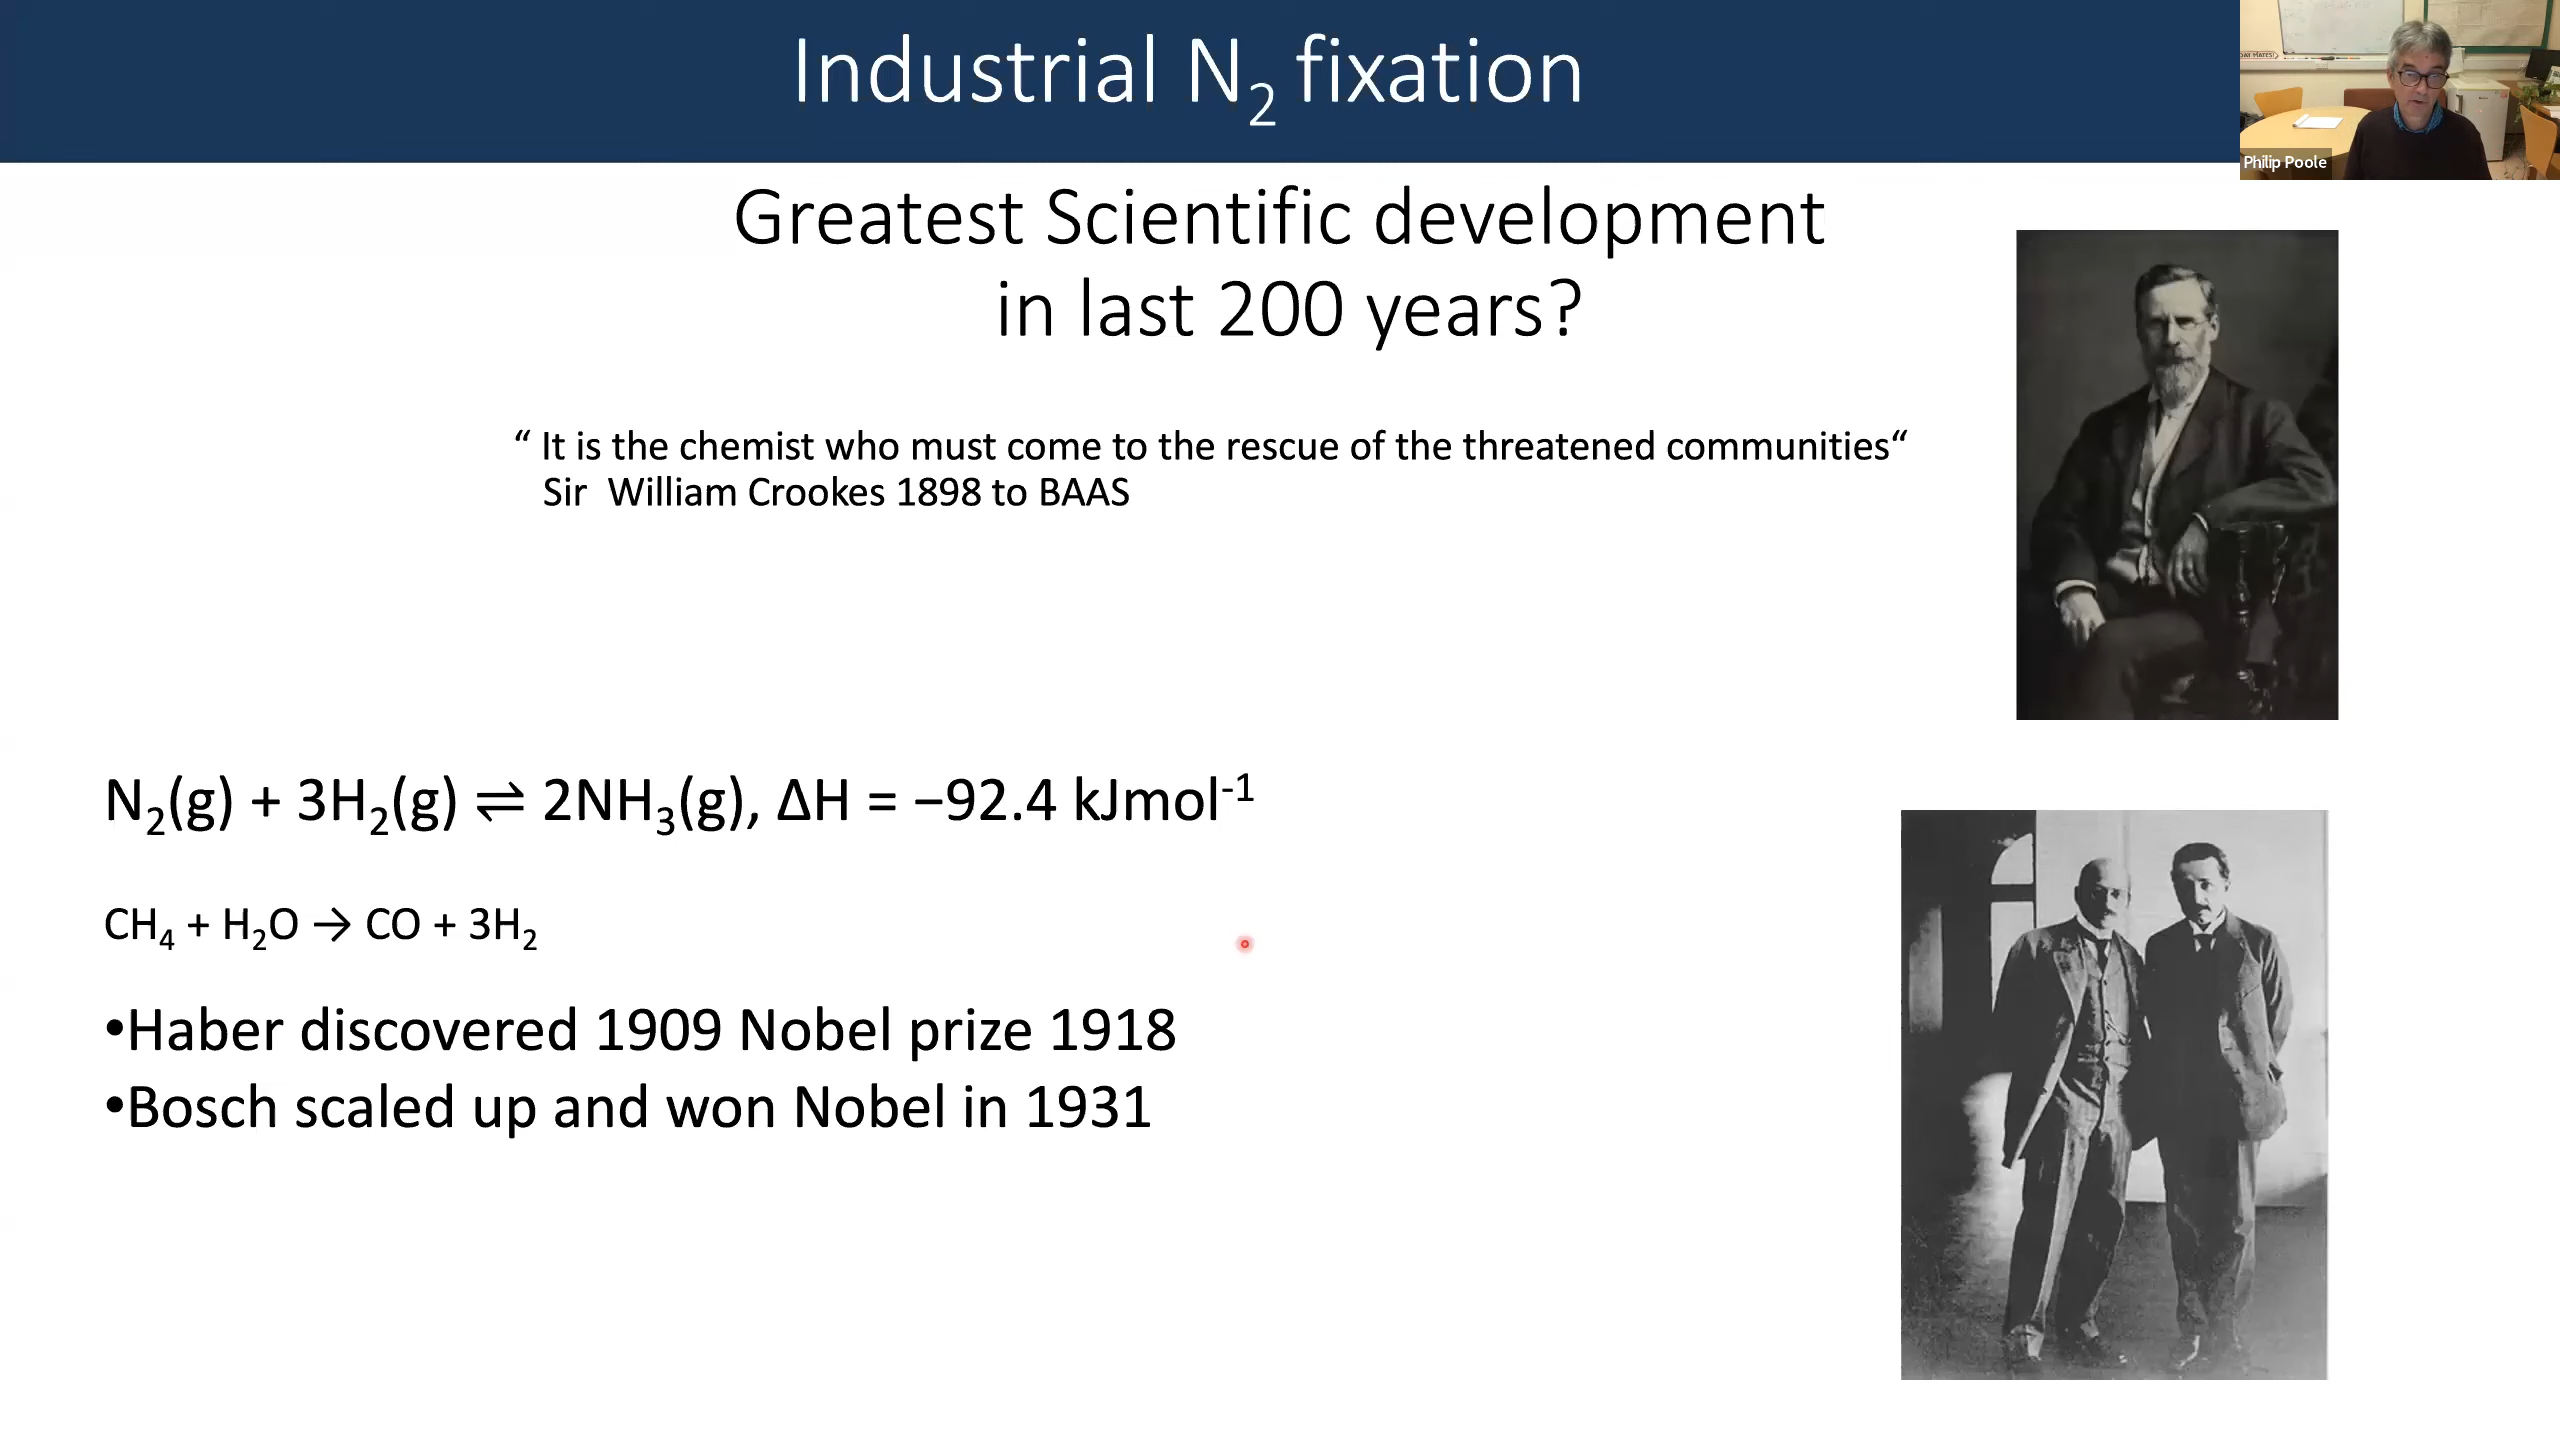 Industrial N₂ fixation
Philip Poole
Greatest Scientific development
in last 200 years?
“ It is the chemist who must come to the rescue of the threatened communities“
Sir  William Crookes 1898 to BAAS
N₂(g) + 3H₂(g) ⇌ 2NH₃(g), ΔH = −92.4 kJmol⁻¹
CH₄ + H₂O → CO + 3H₂
•Haber discovered 1909 Nobel prize 1918
•Bosch scaled up and won Nobel in 1931